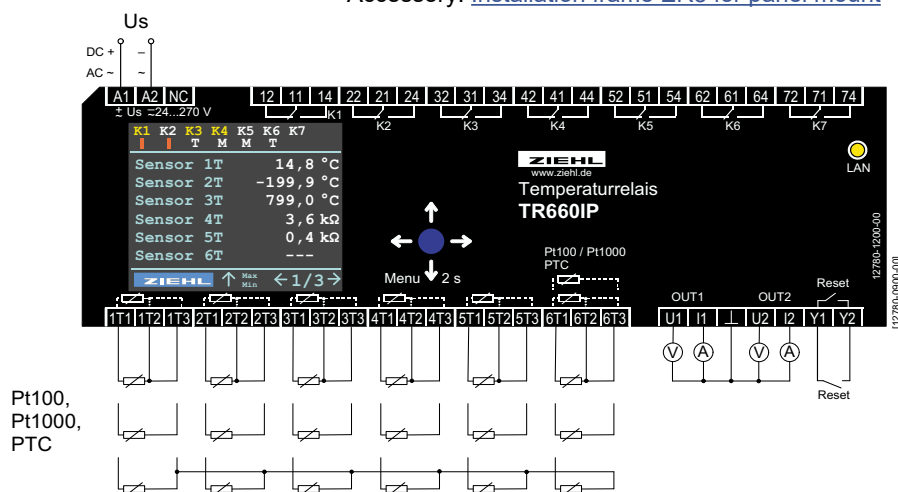 Accessory: Installation frame ER8 for panel mount
Us
DC + –
AC ~ ~
A1 A2 NC 12 11 14 22 21 24 32 31 34 42 41 44 52 51 54 62 61 64 72 71 74
± Us ≂24...270 V K1 K2 K3 K4 K5 K6 K7
K1 K2 K3 K4 K5 K6 K7
T M M T
Sensor 1T 14,8 °C
Sensor 2T -199,9 °C
Sensor 3T 799,0 °C
Sensor 4T 3,6 kΩ
Sensor 5T 0,4 kΩ
Sensor 6T ---
ZIEHL ↑ Max Min ←1/3→
ZIEHL
www.ziehl.de
Temperaturrelais
TR660IP
LAN
Menu 2 s
Pt100 / Pt1000
PTC
12780-1200-00
[12780-0900-00]
OUT1 OUT2 Reset
1T1 1T2 1T3 2T1 2T2 2T3 3T1 3T2 3T3 4T1 4T2 4T3 5T1 5T2 5T3 6T1 6T2 6T3 U1 I1 ⊥ U2 I2 Y1 Y2
V A V A
Reset
Pt100,
Pt1000,
PTC